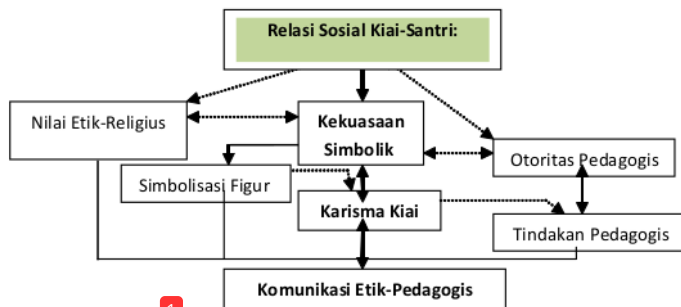 Relasi Sosial Kiai-Santri:
Nilai Etik-Religius
Kekuasaan
Simbolik
Otoritas Pedagogis
Simbolisasi Figur
Karisma Kiai
Tindakan Pedagogis
Komunikasi Etik-Pedagogis